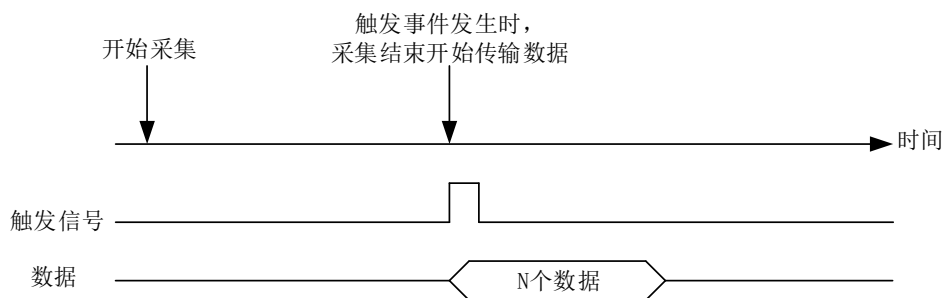 开始采集
触发事件发生时，
采集结束开始传输数据
时间
触发信号
数据
N个数据